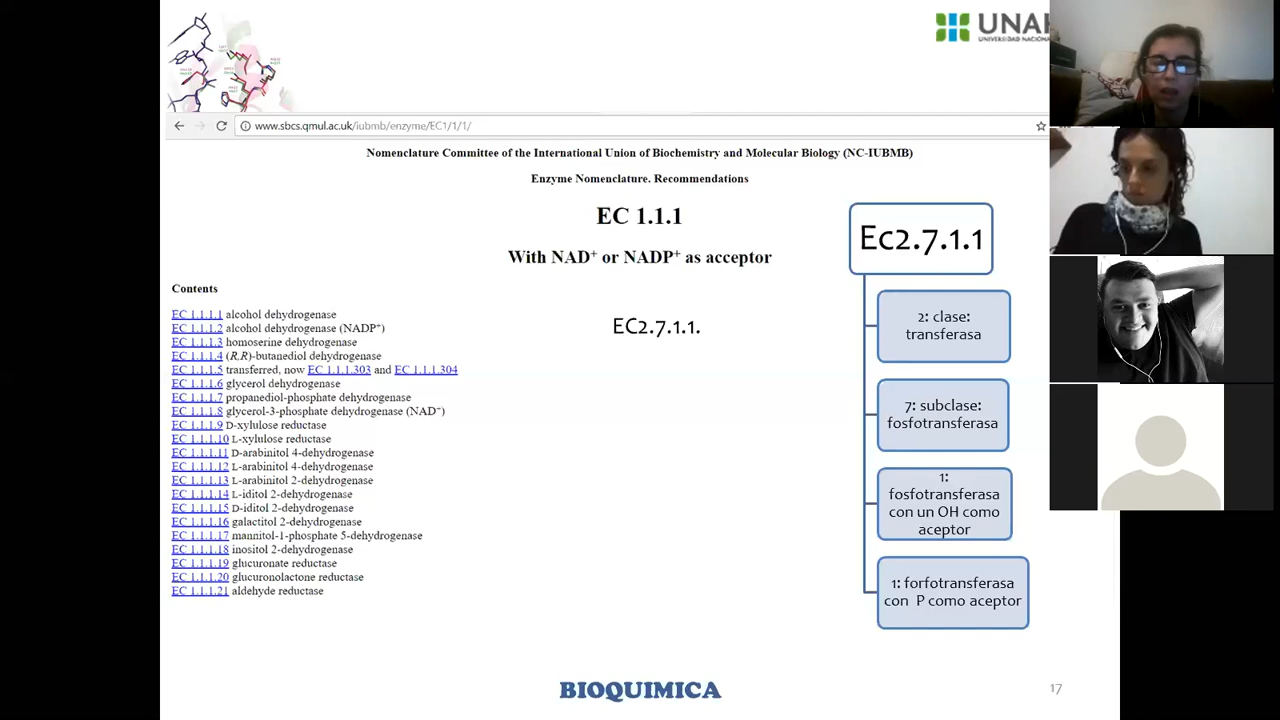 UNA
UNIVERSIDAD NACIONAL
www.sbcs.qmul.ac.uk/iubmb/enzyme/EC1/1/1/
Nomenclature Committee of the International Union of Biochemistry and Molecular Biology (NC-IUBMB)
Enzyme Nomenclature. Recommendations
EC 1.1.1
With NAD⁺ or NADP⁺ as acceptor
Contents
EC 1.1.1.1 alcohol dehydrogenase
EC 1.1.1.2 alcohol dehydrogenase (NADP⁺)
EC 1.1.1.3 homoserine dehydrogenase
EC 1.1.1.4 (R,R)-butanediol dehydrogenase
EC 1.1.1.5 transferred, now EC 1.1.1.303 and EC 1.1.1.304
EC 1.1.1.6 glycerol dehydrogenase
EC 1.1.1.7 propanediol-phosphate dehydrogenase
EC 1.1.1.8 glycerol-3-phosphate dehydrogenase (NAD⁺)
EC 1.1.1.9 D-xylulose reductase
EC 1.1.1.10 L-xylulose reductase
EC 1.1.1.11 D-arabinitol 4-dehydrogenase
EC 1.1.1.12 L-arabinitol 4-dehydrogenase
EC 1.1.1.13 L-arabinitol 2-dehydrogenase
EC 1.1.1.14 L-iditol 2-dehydrogenase
EC 1.1.1.15 D-iditol 2-dehydrogenase
EC 1.1.1.16 galactitol 2-dehydrogenase
EC 1.1.1.17 mannitol-1-phosphate 5-dehydrogenase
EC 1.1.1.18 inositol 2-dehydrogenase
EC 1.1.1.19 glucuronate reductase
EC 1.1.1.20 glucuronolactone reductase
EC 1.1.1.21 aldehyde reductase
EC2.7.1.1.
Ec2.7.1.1
2: clase:
transferasa
7: subclase:
fosfotransferasa
1:
fosfotransferasa
con un OH como
aceptor
1: forfotransferasa
con P como aceptor
BIOQUIMICA
17